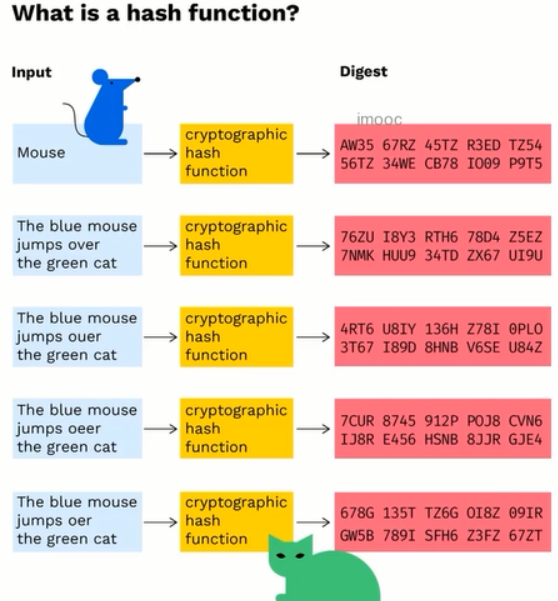 What is a hash function?
Input
Digest
imooc
Mouse
cryptographic
hash
function
AW35 67RZ 45TZ R3ED TZ54
56TZ 34WE CB78 IO09 P9T5
The blue mouse
jumps over
the green cat
cryptographic
hash
function
76ZU I8Y3 RTH6 78D4 Z5EZ
7NMK HUU9 34TD ZX67 UI9U
The blue mouse
jumps ouer
the green cat
cryptographic
hash
function
4RT6 U8IY 136H Z78I 0PLO
3T67 I89D 8HNB V6SE U84Z
The blue mouse
jumps oeer
the green cat
cryptographic
hash
function
7CUR 8745 912P POJ8 CVN6
IJ8R E456 HSNB 8JJR GJE4
The blue mouse
jumps oer
the green cat
cryptographic
hash
function
678G 135T TZ6G OI8Z 09IR
GW5B 789I SFH6 Z3FZ 67ZT